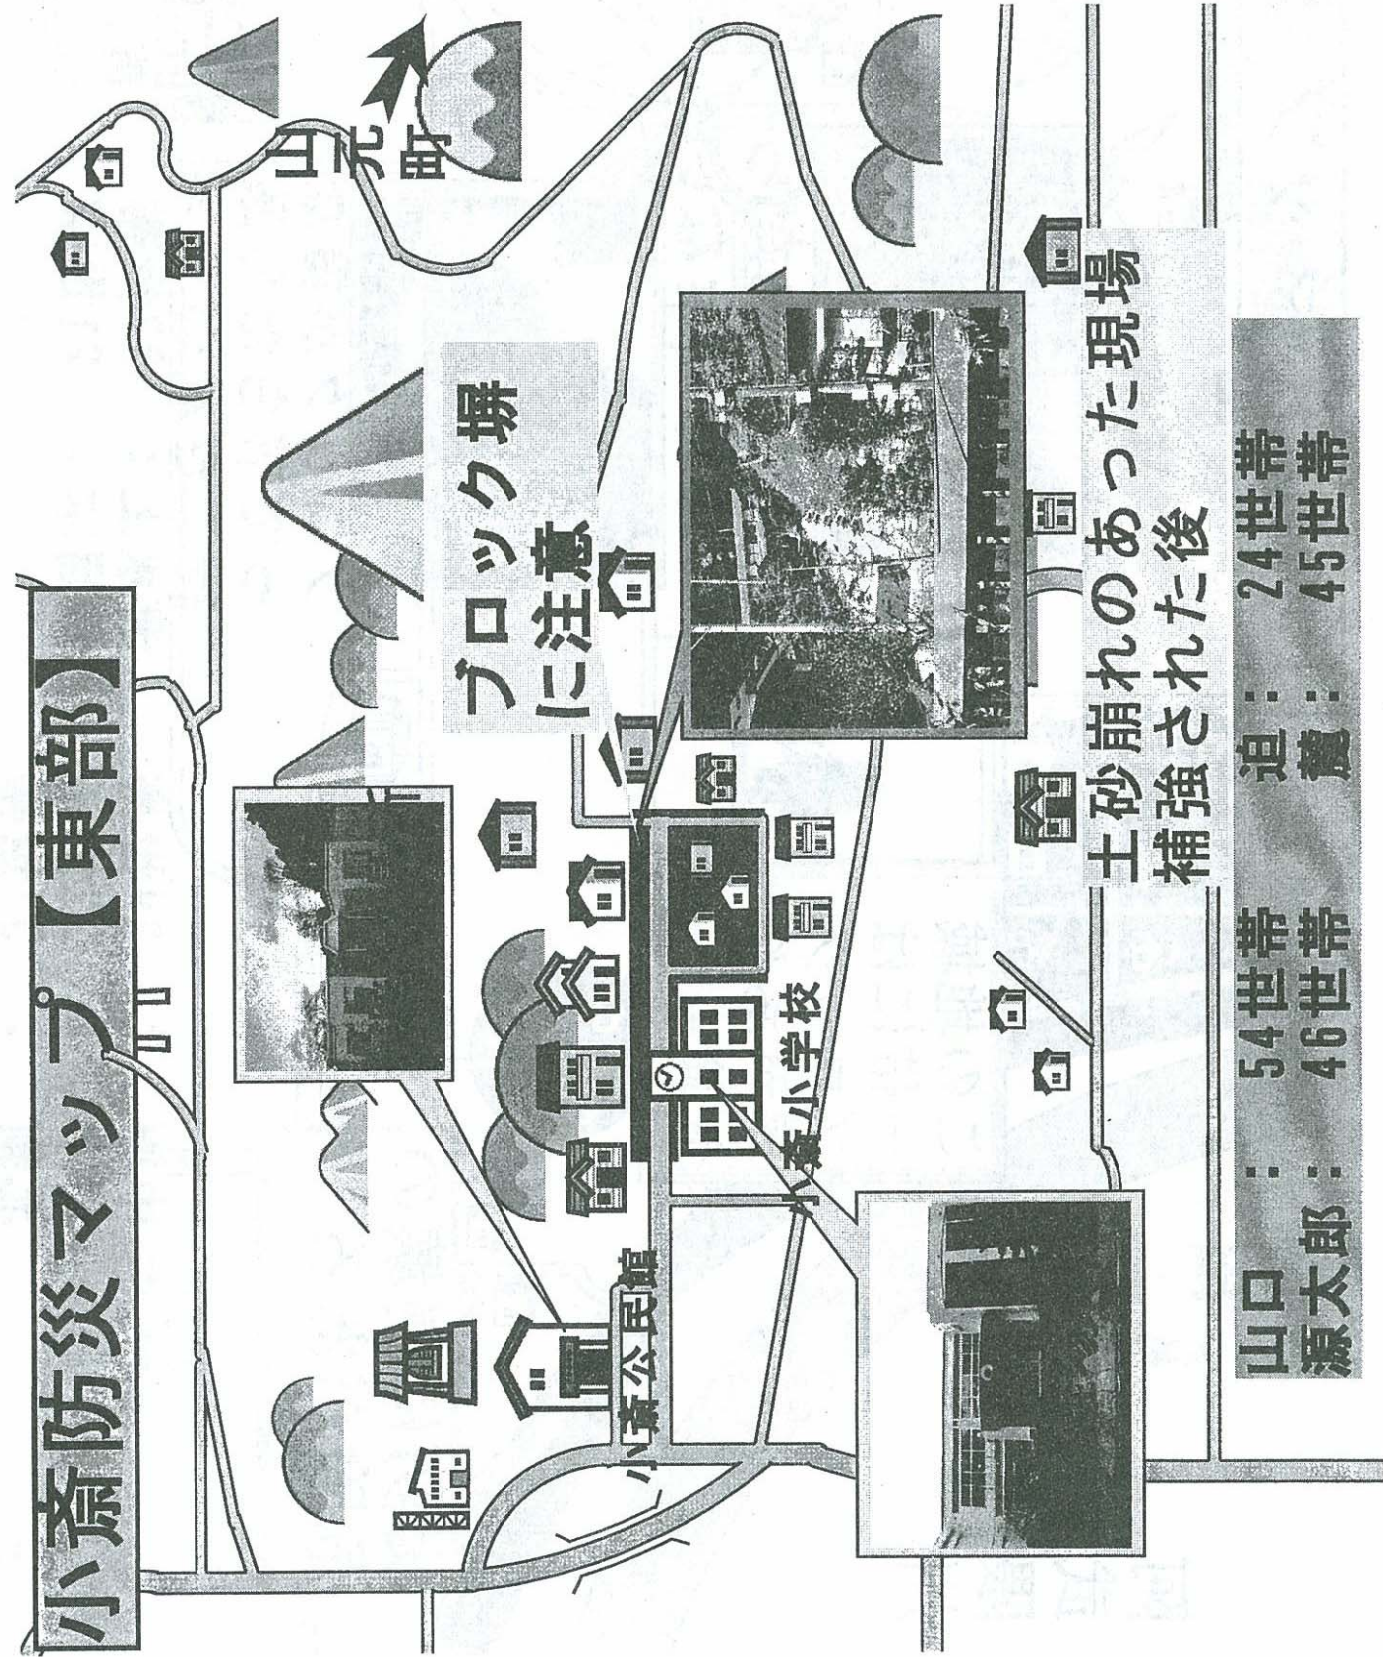 小斎防災マップ【東部】
山元町
ブロック塀
に注意
小斎公民館
小斎小学校
土砂崩れのあった現場
補強された後
山口 : 54世帯 迫 : 24世帯
源太郎 : 46世帯 麓 : 45世帯